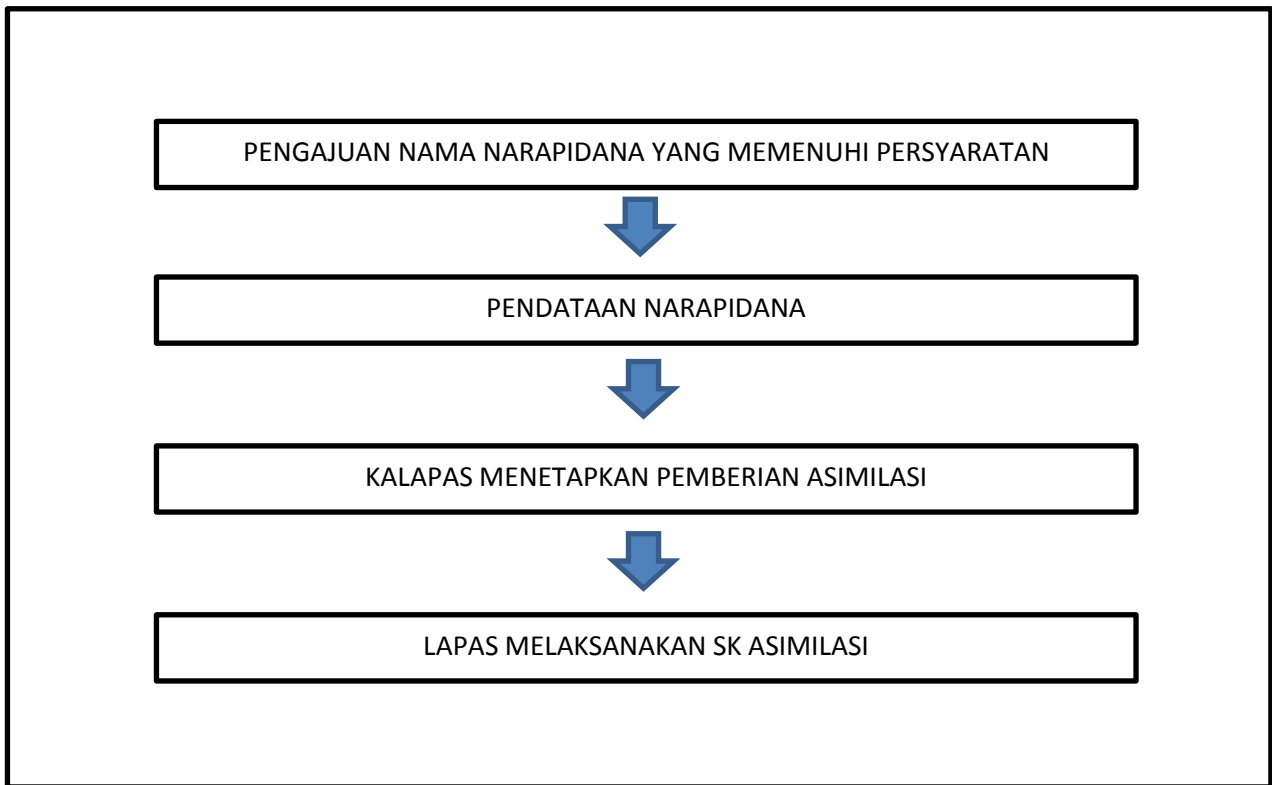 PENGAJUAN NAMA NARAPIDANA YANG MEMENUHI PERSYARATAN
PENDATAAN NARAPIDANA
KALAPAS MENETAPKAN PEMBERIAN ASIMILASI
LAPAS MELAKSANAKAN SK ASIMILASI